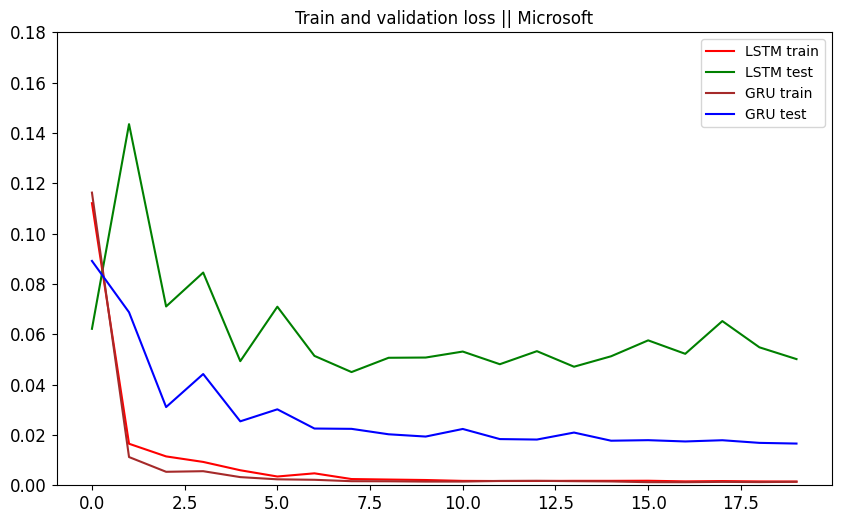 Train and validation loss || Microsoft
0.18
0.16
0.14
0.12
0.10
0.08
0.06
0.04
0.02
0.00
LSTM train
LSTM test
GRU train
GRU test
0.0 2.5 5.0 7.5 10.0 12.5 15.0 17.5